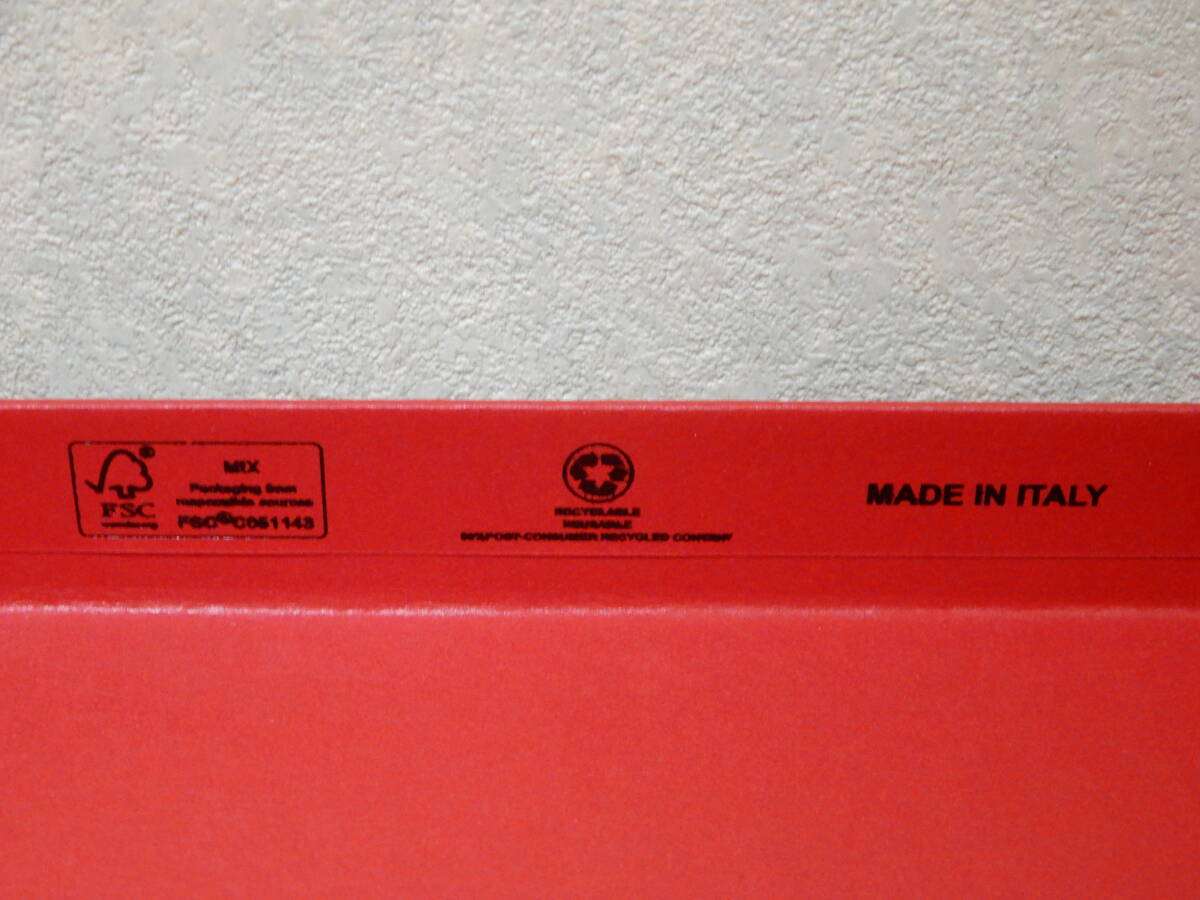 FSC
MIX
Packaging from
responsible sources
FSC® C051143
RECYCLABLE
REUSABLE
POST-CONSUMER RECYCLED CONTENT
MADE IN ITALY